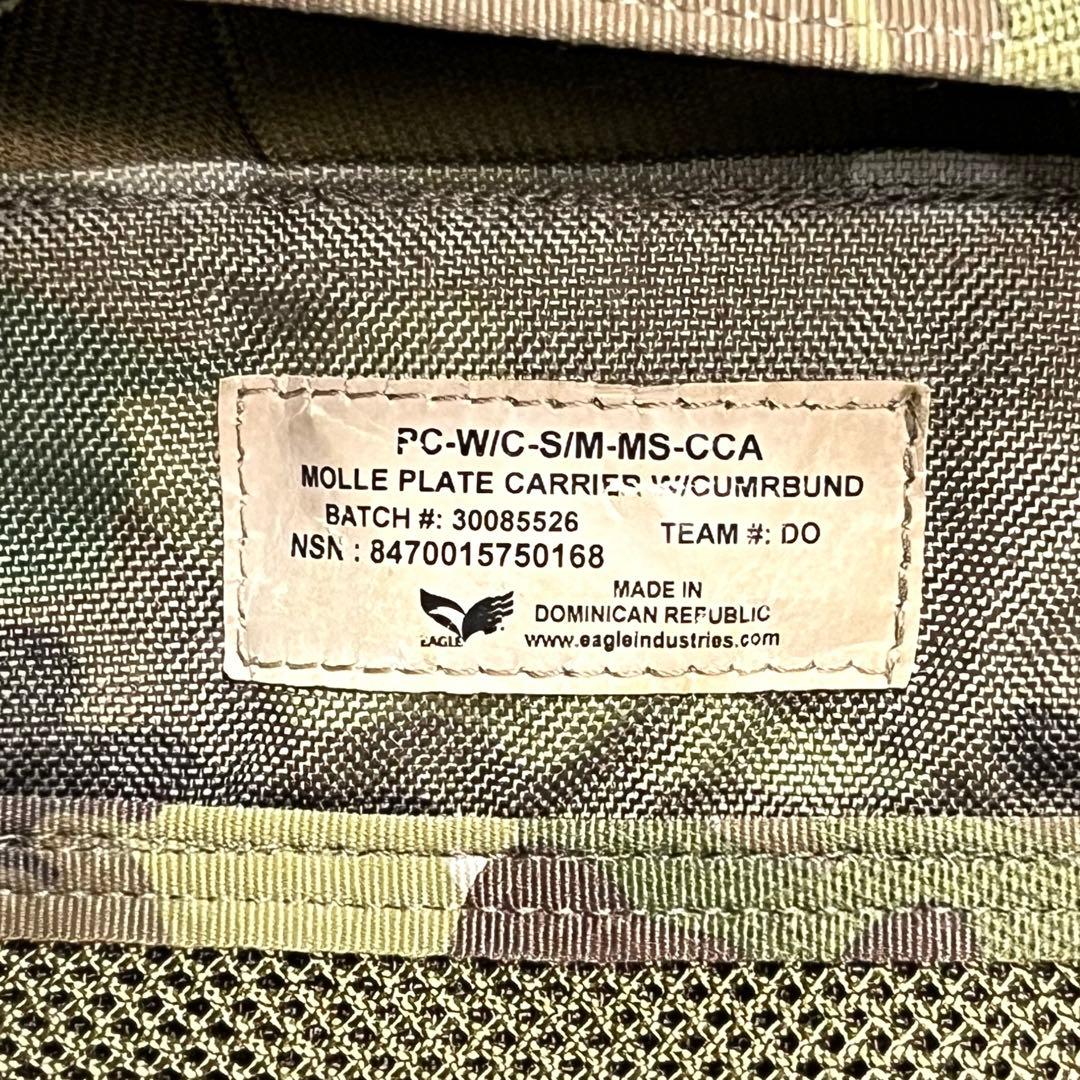 PC-W/C-S/M-MS-CCA
MOLLE PLATE CARRIER W/CUMRBUND
BATCH #: 30085526
TEAM #: DO
NSN : 8470015750168
MADE IN
DOMINICAN REPUBLIC
EAGLE
www.eagleindustries.com